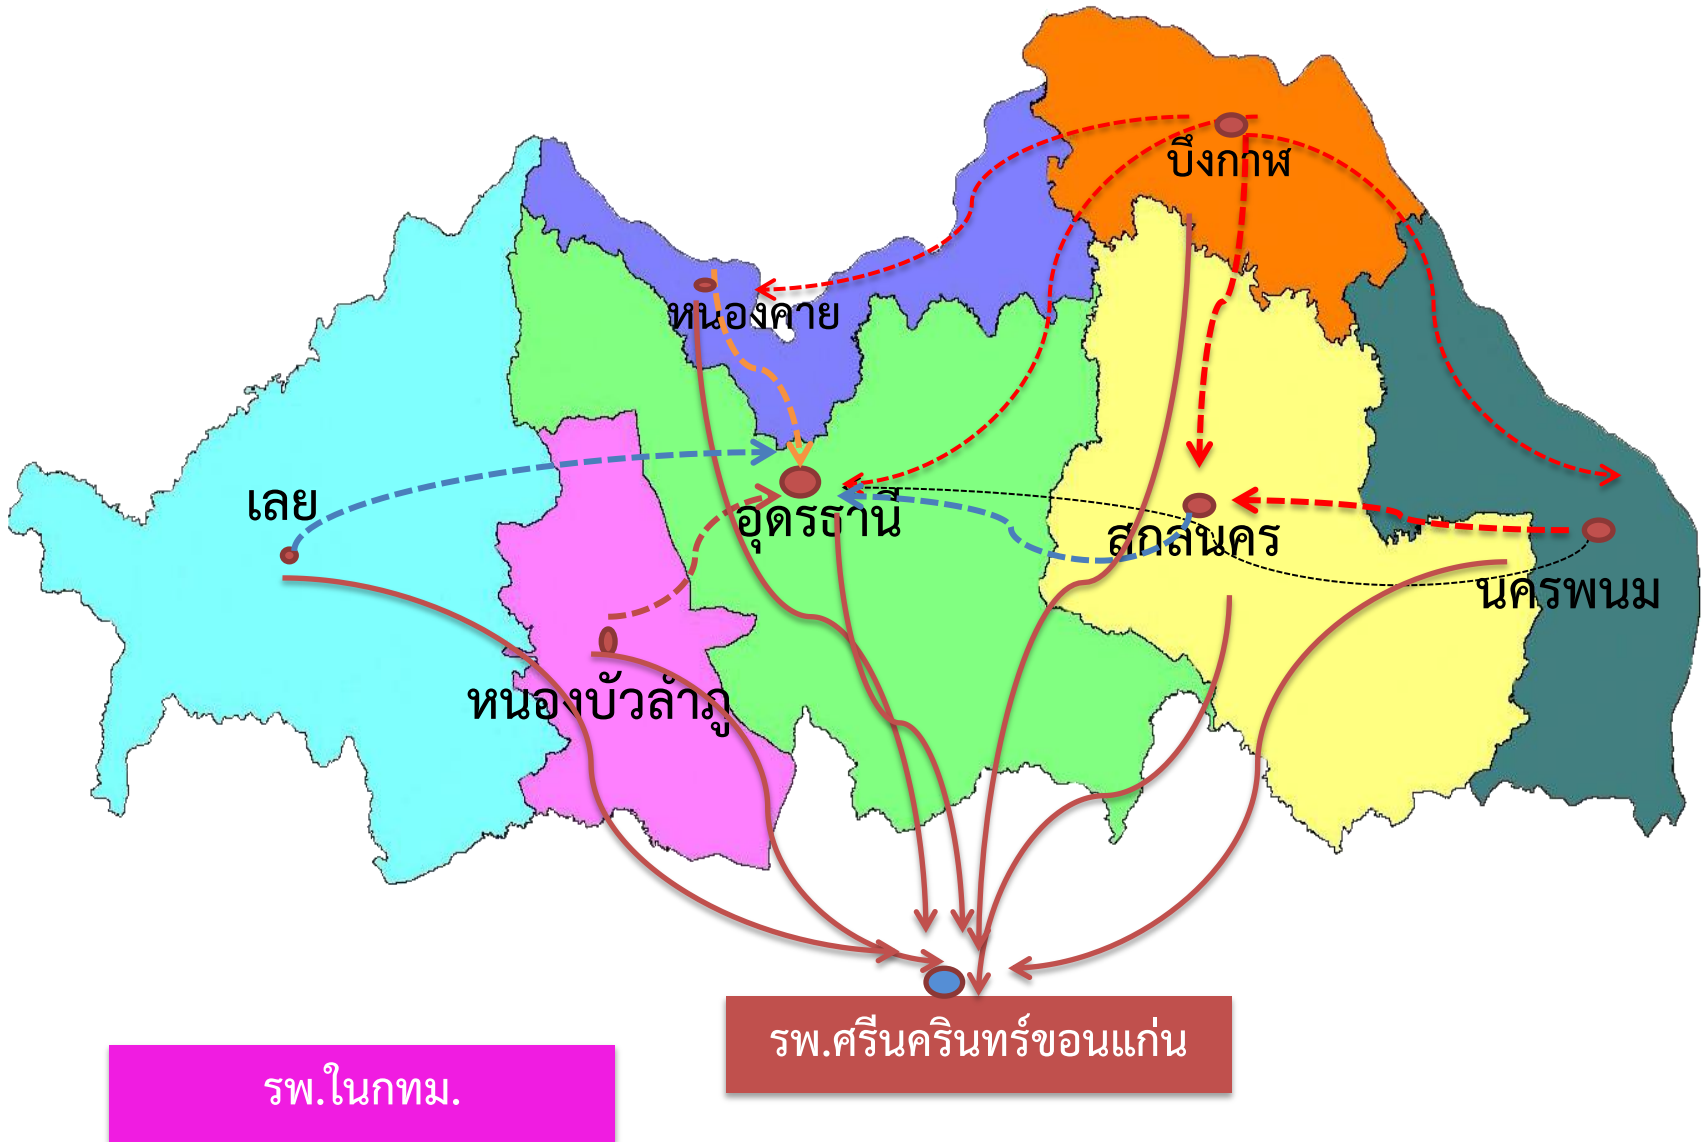 บึงกาฬ
หนองคาย
เลย
อุดรธานี
สกลนคร
นครพนม
หนองบัวลำภู
รพ.ศรีนครินทร์ขอนแก่น
รพ.ในกทม.